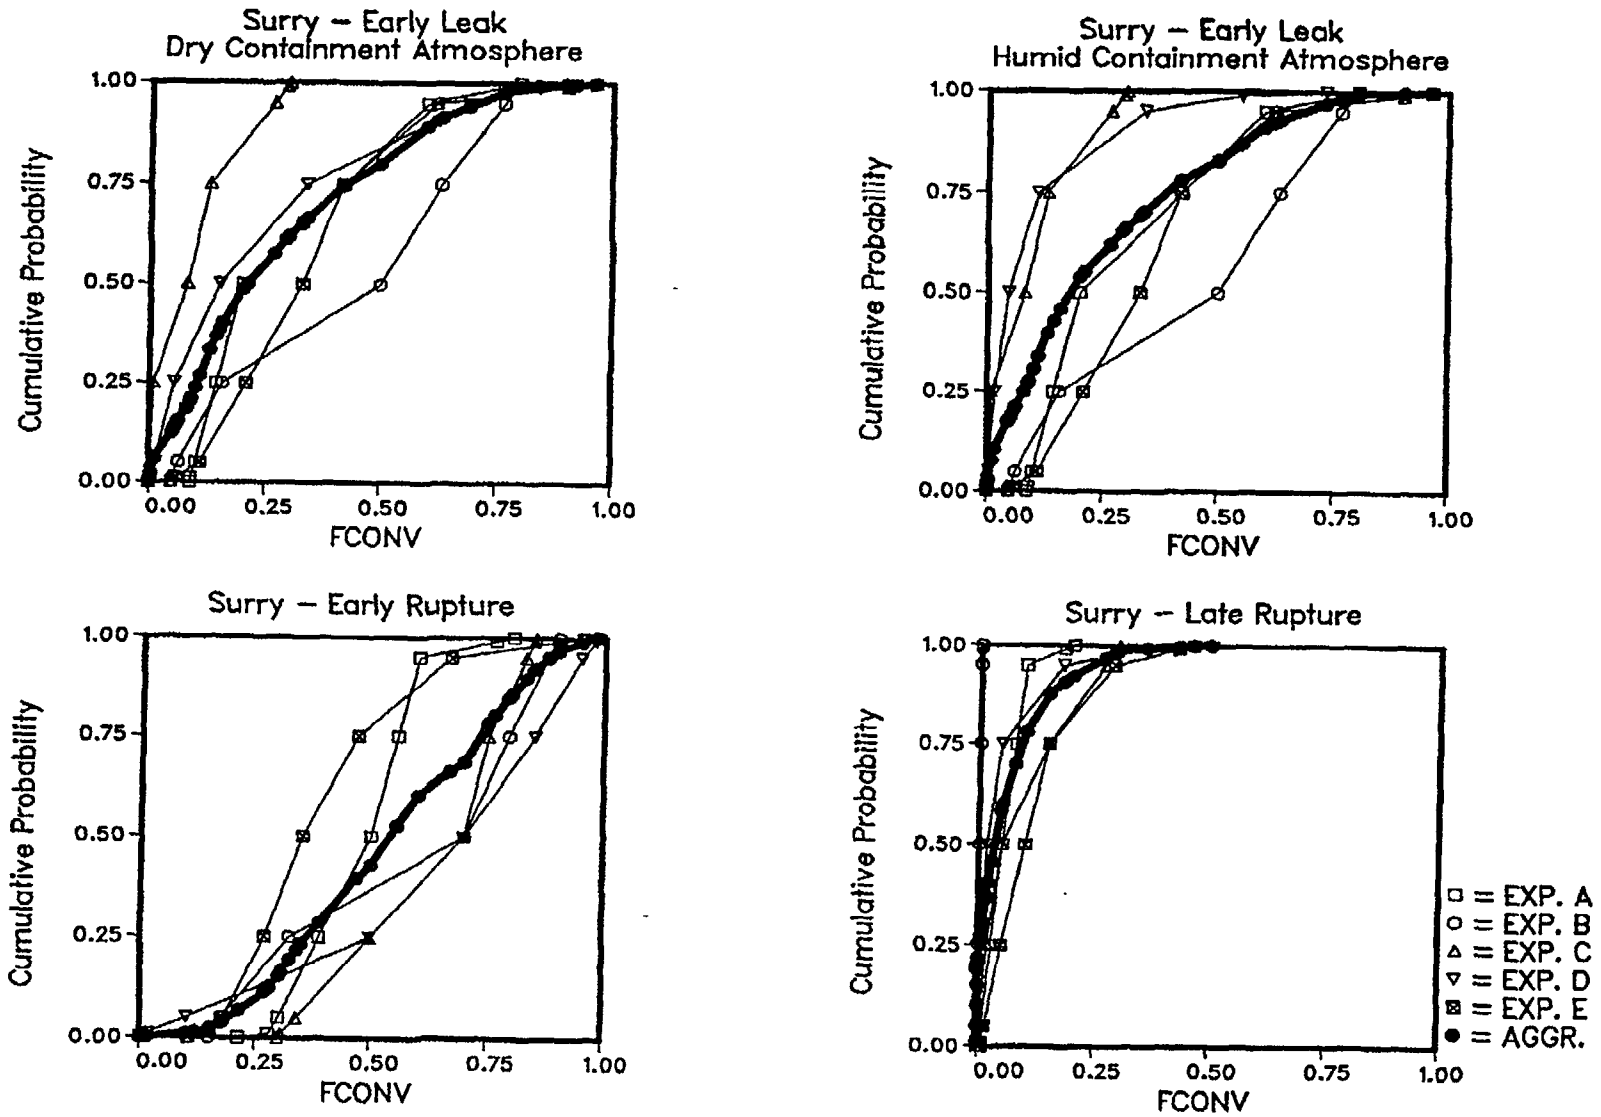 Surry – Early Leak
Dry Containment Atmosphere
Cumulative Probability
1.00
0.75
0.50
0.25
0.00
0.00 0.25 0.50 0.75 1.00
FCONV
Surry – Early Leak
Humid Containment Atmosphere
Cumulative Probability
1.00
0.75
0.50
0.25
0.00
0.00 0.25 0.50 0.75 1.00
FCONV
Surry – Early Rupture
Cumulative Probability
1.00
0.75
0.50
0.25
0.00
0.00 0.25 0.50 0.75 1.00
FCONV
Surry – Late Rupture
Cumulative Probability
1.00
0.75
0.50
0.25
0.00
0.00 0.25 0.50 0.75 1.00
FCONV
= EXP. A
= EXP. B
= EXP. C
= EXP. D
= EXP. E
= AGGR.